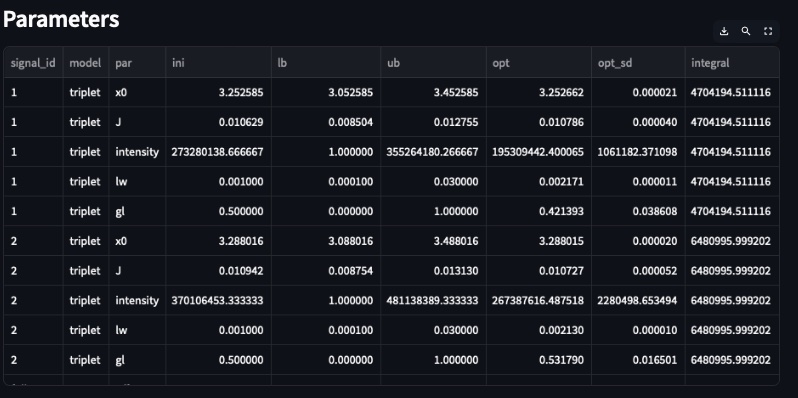 Parameters
signal_id model par ini lb ub opt opt_sd integral
1 triplet x0 3.252585 3.052585 3.452585 3.252662 0.000021 4704194.511116
1 triplet J 0.010629 0.008504 0.012755 0.010786 0.000040 4704194.511116
1 triplet intensity 273280138.666667 1.000000 355264180.266667 195309442.400065 1061182.371098 4704194.511116
1 triplet lw 0.001000 0.000100 0.030000 0.002171 0.000011 4704194.511116
1 triplet gl 0.500000 0.000000 1.000000 0.421393 0.038608 4704194.511116
2 triplet x0 3.288016 3.088016 3.488016 3.288015 0.000020 6480995.999202
2 triplet J 0.010942 0.008754 0.013130 0.010727 0.000052 6480995.999202
2 triplet intensity 370106453.333333 1.000000 481138389.333333 267387616.487518 2280498.653494 6480995.999202
2 triplet lw 0.001000 0.000100 0.030000 0.002130 0.000010 6480995.999202
2 triplet gl 0.500000 0.000000 1.000000 0.531790 0.016501 6480995.999202